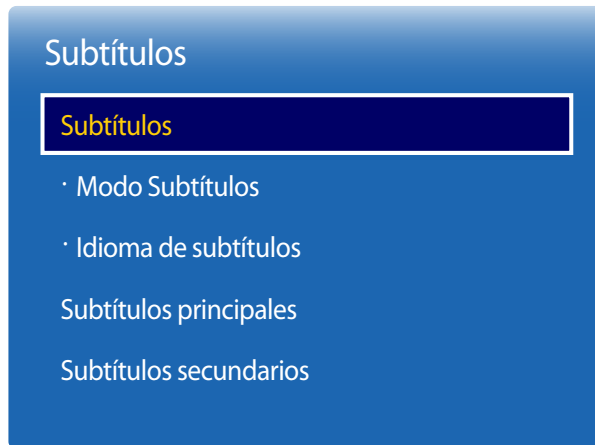 Subtítulos
Subtítulos
· Modo Subtítulos
· Idioma de subtítulos
Subtítulos principales
Subtítulos secundarios